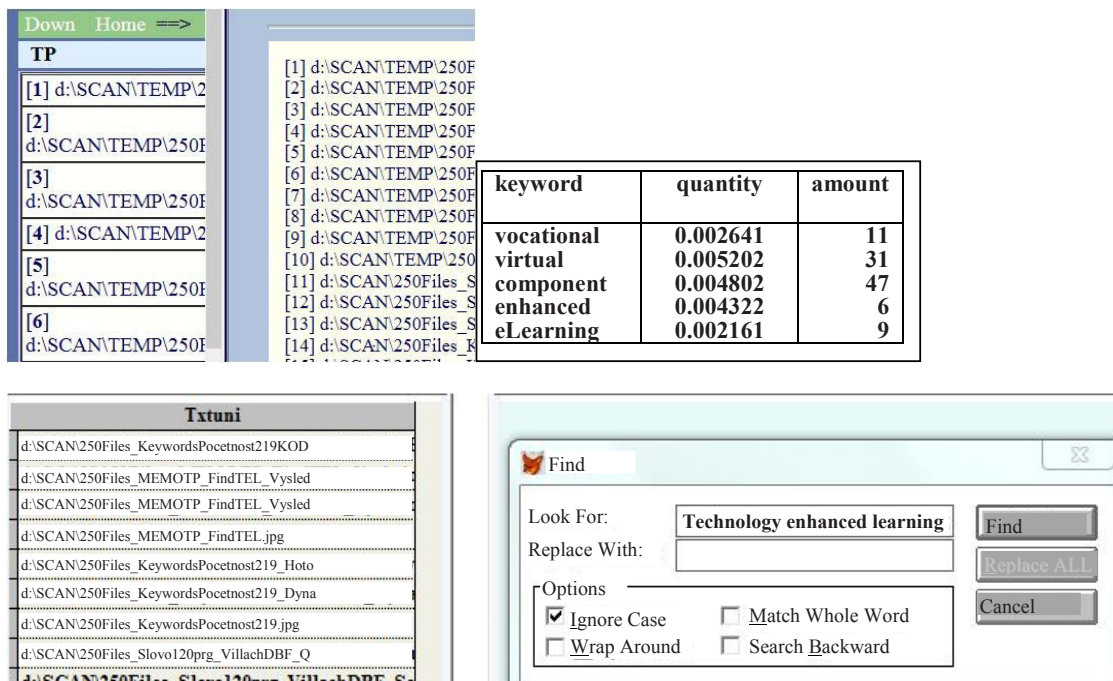 Down Home ==>
TP
[1] d:\SCAN\TEMP\2
[2]
d:\SCAN\TEMP\250F
[3]
d:\SCAN\TEMP\250F
[4] d:\SCAN\TEMP\2
[5]
d:\SCAN\TEMP\250F
[6]
d:\SCAN\TEMP\250F
[1] d:\SCAN\TEMP\250F
[2] d:\SCAN\TEMP\250F
[3] d:\SCAN\TEMP\250F
[4] d:\SCAN\TEMP\250F
[5] d:\SCAN\TEMP\250F
[6] d:\SCAN\TEMP\250F
[7] d:\SCAN\TEMP\250F
[8] d:\SCAN\TEMP\250F
[9] d:\SCAN\TEMP\250F
[10] d:\SCAN\TEMP\250
[11] d:\SCAN\250Files_S
[12] d:\SCAN\250Files_S
[13] d:\SCAN\250Files_S
[14] d:\SCAN\250Files_K
keyword quantity amount
vocational 0.002641 11
virtual 0.005202 31
component 0.004802 47
enhanced 0.004322 6
eLearning 0.002161 9
Txtuni
d:\SCAN\250Files_KeywordsPocetnost219KOD
d:\SCAN\250Files_MEMOTP_FindTEL_Vysled
d:\SCAN\250Files_MEMOTP_FindTEL_Vysled
d:\SCAN\250Files_MEMOTP_FindTEL.jpg
d:\SCAN\250Files_KeywordsPocetnost219_Hoto
d:\SCAN\250Files_KeywordsPocetnost219_Dyna
d:\SCAN\250Files_KeywordsPocetnost219.jpg
d:\SCAN\250Files_Slovo120prg_VillachDBF_Q
d:\SCAN\250Files_Slovo120prg_VillachDBF_Sc
Find
Look For: Technology enhanced learning Find
Replace With: Replace ALL
Options
Cancel
Ignore Case Match Whole Word
Wrap Around Search Backward